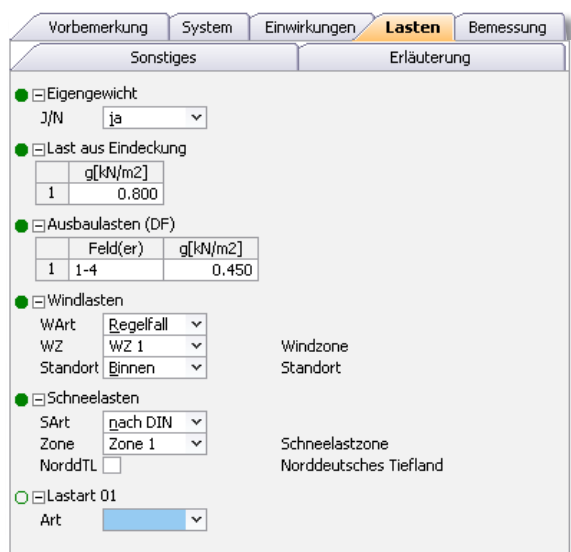 Vorbemerkung System Einwirkungen Lasten Bemessung
Sonstiges Erläuterung
Eigengewicht
J/N ja
Last aus Eindeckung
g[kN/m2]
1 0.800
Ausbaulasten (DF)
Feld(er) g[kN/m2]
1 1-4 0.450
Windlasten
WArt Regelfall
WZ WZ 1 Windzone
Standort Binnen Standort
Schneelasten
SArt nach DIN
Zone Zone 1 Schneelastzone
NorddTL Norddeutsches Tiefland
Lastart 01
Art